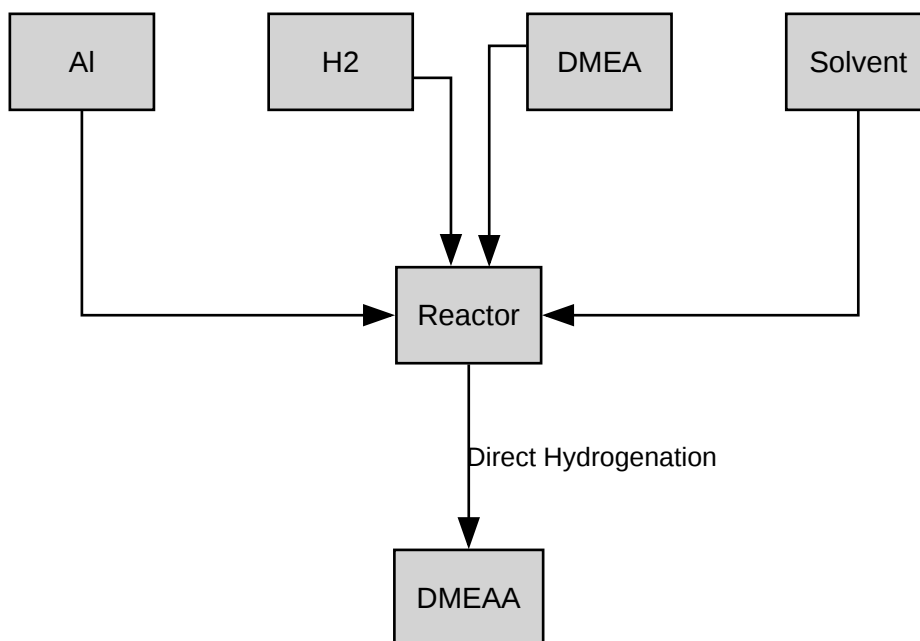 Al
H2
DMEA
Solvent
Reactor
Direct Hydrogenation
DMEAA